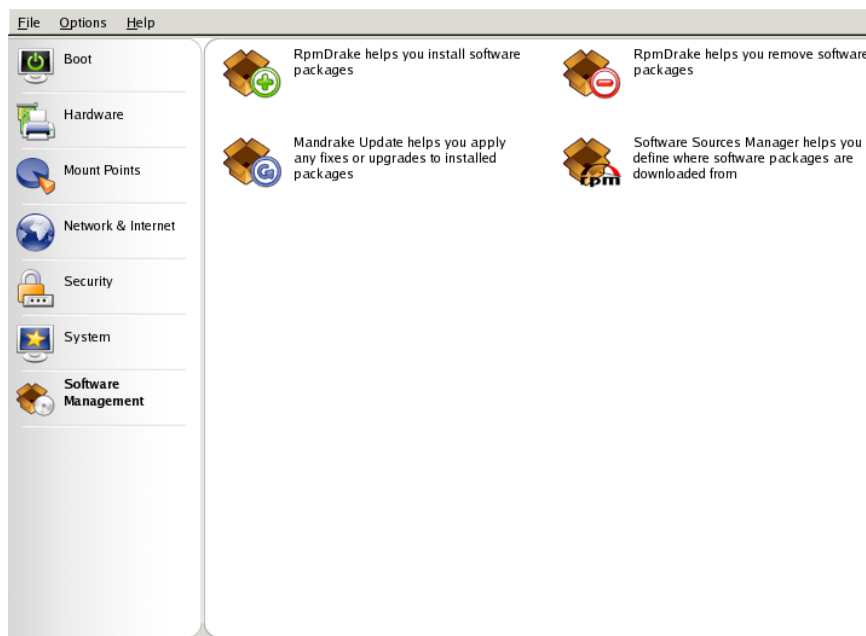 File Options Help
Boot
Hardware
Mount Points
Network & Internet
Security
System
Software
Management
RpmDrake helps you install software
packages
RpmDrake helps you remove software
packages
Mandrake Update helps you apply
any fixes or upgrades to installed
packages
Software Sources Manager helps you
define where software packages are
downloaded from
rpm